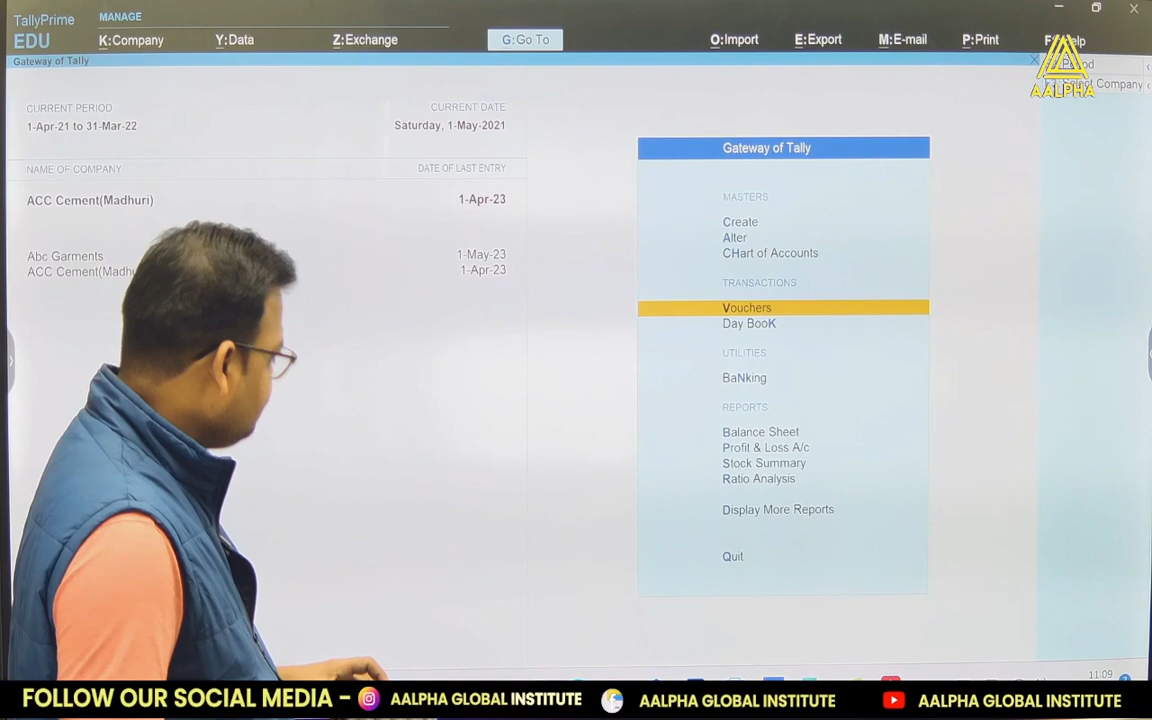 TallyPrime
EDU
MANAGE
K:Company
Y:Data
Z:Exchange
G:Go To
O:Import
E:Export
M:E-mail
P:Print
Gateway of Tally
Select Company
AALPHA
CURRENT PERIOD
CURRENT DATE
1-Apr-21 to 31-Mar-22
Saturday, 1-May-2021
NAME OF COMPANY
DATE OF LAST ENTRY
ACC Cement(Madhuri)
1-Apr-23
Abc Garments
1-May-23
ACC Cement(Madhu
1-Apr-23
Gateway of Tally
MASTERS
Create
Alter
CHart of Accounts
TRANSACTIONS
Vouchers
Day BooK
UTILITIES
BaNking
REPORTS
Balance Sheet
Profit & Loss A/c
Stock Summary
Ratio Analysis
Display More Reports
Quit
11:09
FOLLOW OUR SOCIAL MEDIA - AALPHA GLOBAL INSTITUTE AALPHA GLOBAL INSTITUTE AALPHA GLOBAL INSTITUTE